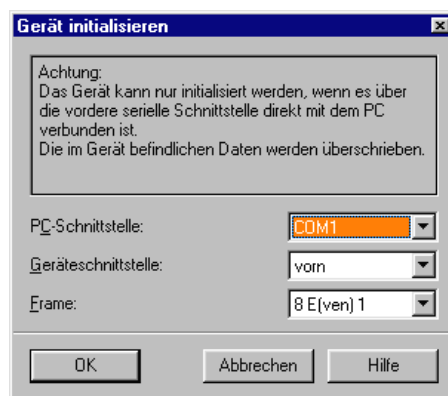 Gerät initialisieren
Achtung:
Das Gerät kann nur initialisiert werden, wenn es über
die vordere serielle Schnittstelle direkt mit dem PC
verbunden ist.
Die im Gerät befindlichen Daten werden überschrieben.
PC-Schnittstelle: COM1
Geräteschnittstelle: vorn
Frame: 8 E(ven) 1
OK Abbrechen Hilfe